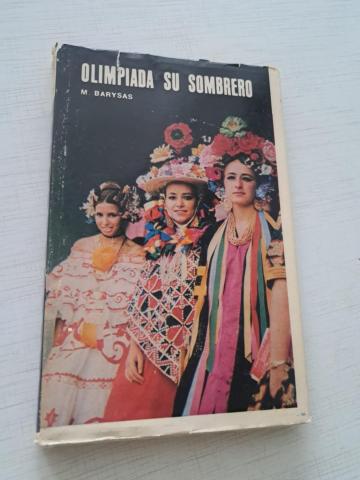 OLIMPIADA SU SOMBRERO
M. BARYSAS